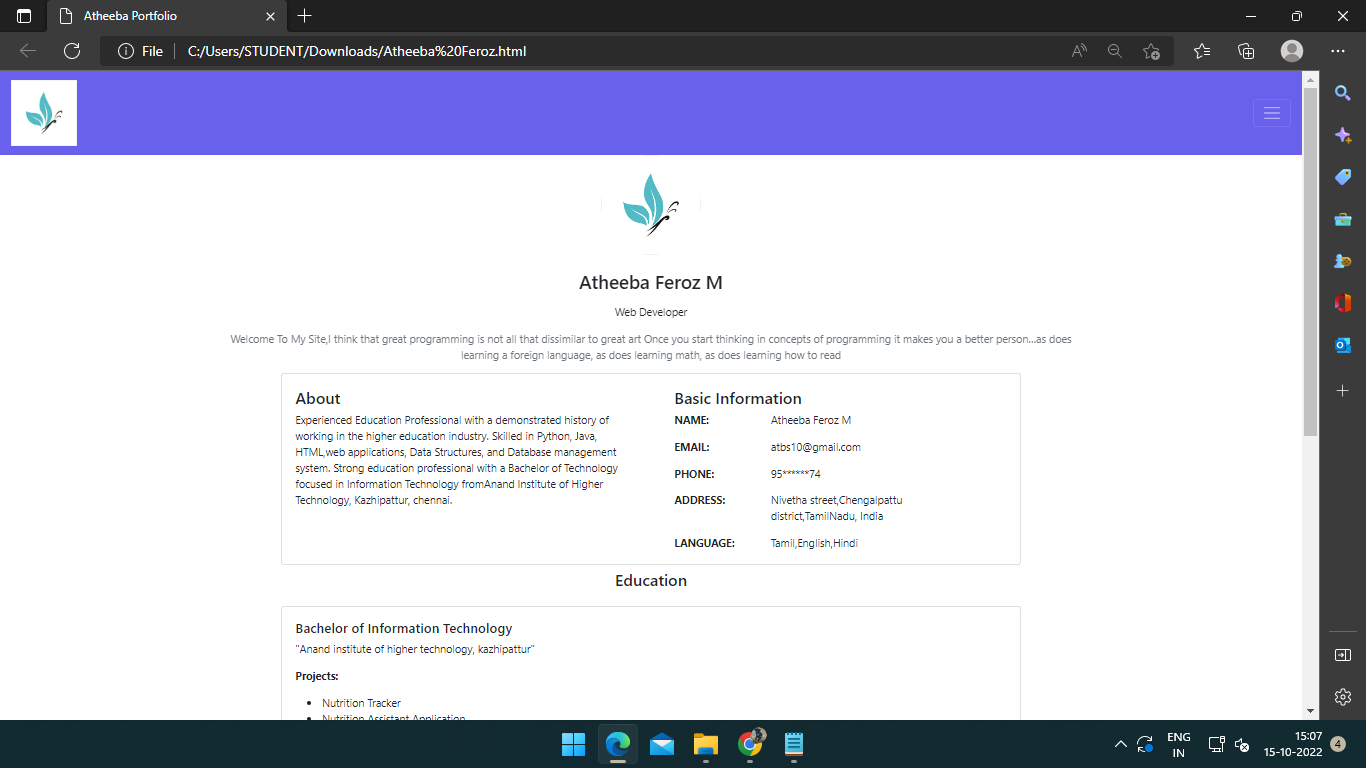 Atheeba Portfolio
File
C:/Users/STUDENT/Downloads/Atheeba%20Feroz.html
Atheeba Feroz M
Web Developer
Welcome To My Site,I think that great programming is not all that dissimilar to great art Once you start thinking in concepts of programming it makes you a better person...as does
learning a foreign language, as does learning math, as does learning how to read
About
Experienced Education Professional with a demonstrated history of
working in the higher education industry. Skilled in Python, Java,
HTML,web applications, Data Structures, and Database management
system. Strong education professional with a Bachelor of Technology
focused in Information Technology fromAnand Institute of Higher
Technology, Kazhipattur, chennai.
Basic Information
NAME: Atheeba Feroz M
EMAIL: atbs10@gmail.com
PHONE: 95******74
ADDRESS: Nivetha street,Chengalpattu
district,TamilNadu, India
LANGUAGE: Tamil,English,Hindi
Education
Bachelor of Information Technology
"Anand institute of higher technology, kazhipattur"
Projects:
Nutrition Tracker
Nutrition Assistant Application
ENG
IN
15:07
15-10-2022
4